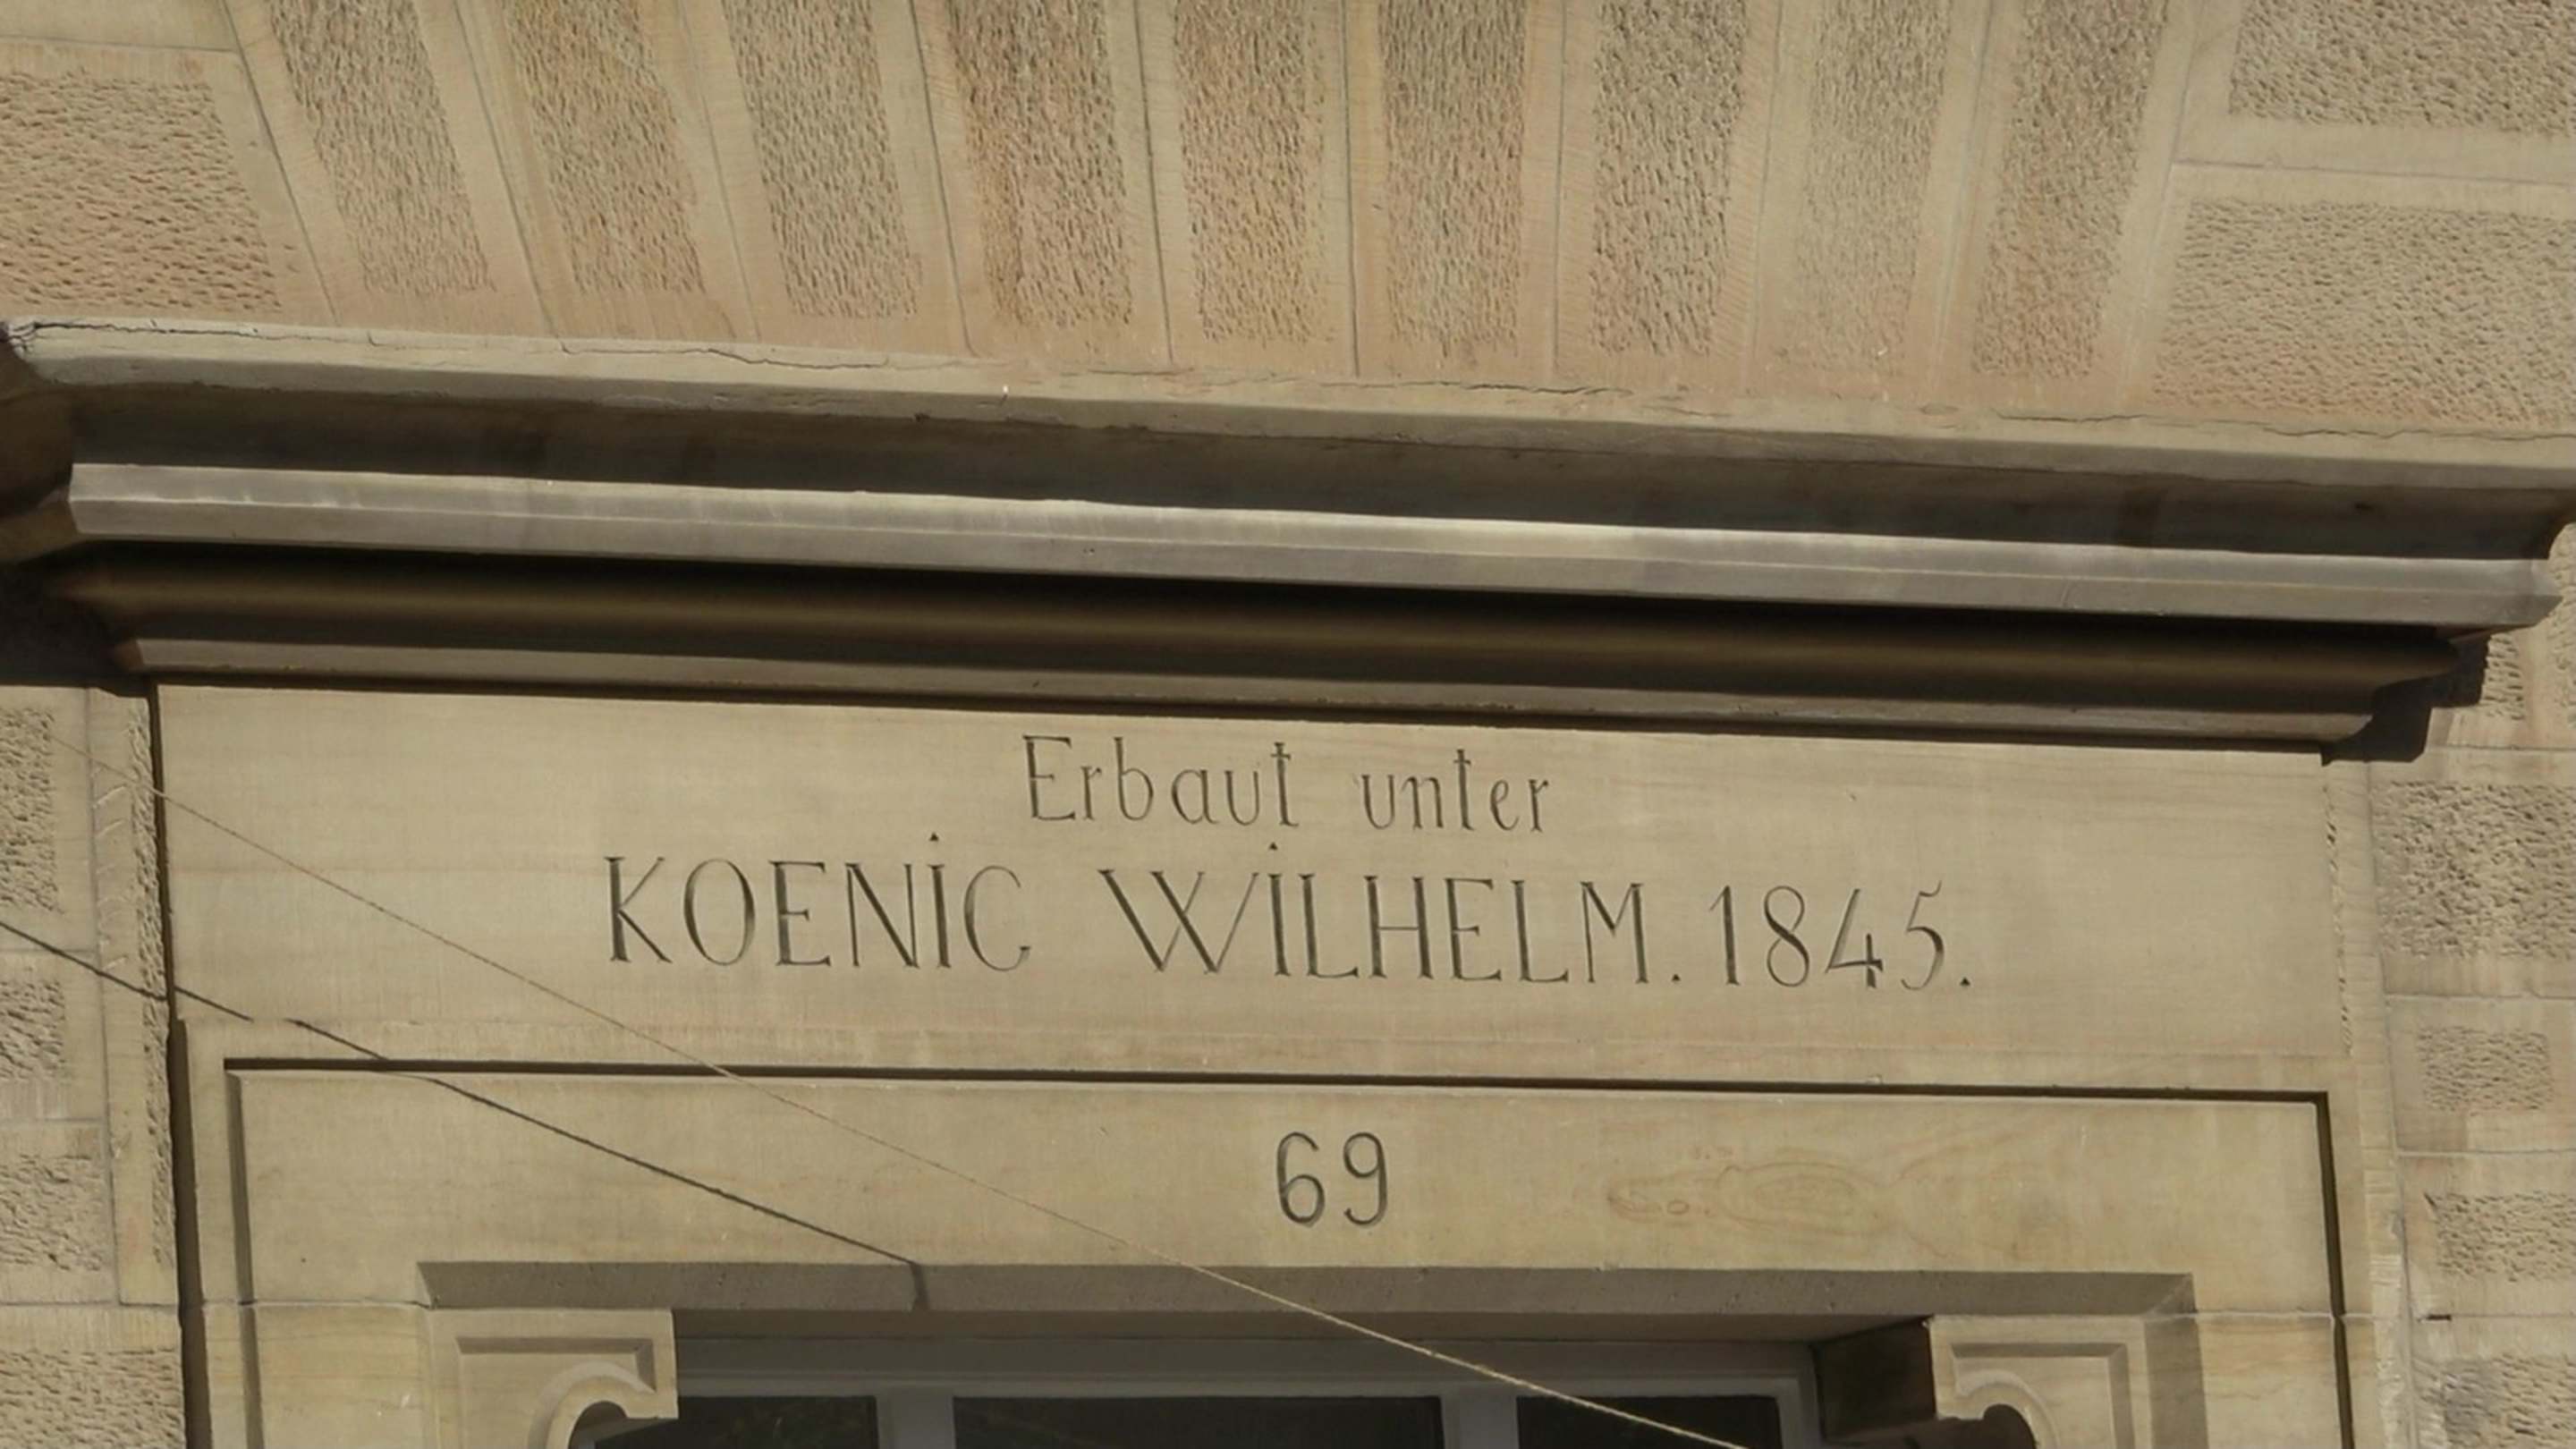 Erbaut unter
KOENIG WILHELM. 1845.
69